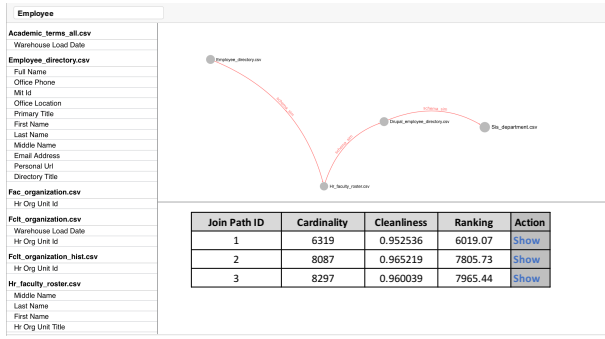 Employee
Academic_terms_all.csv
Warehouse Load Date
Employee_directory.csv
Full Name
Office Phone
Mit Id
Office Location
Primary Title
First Name
Last Name
Middle Name
Email Address
Personal Url
Directory Title
Fac_organization.csv
Hr Org Unit Id
Fclt_organization.csv
Warehouse Load Date
Hr Org Unit Id
Fclt_organization_hist.csv
Hr Org Unit Id
Hr_faculty_roster.csv
Middle Name
Last Name
First Name
Hr Org Unit Title
Employee_directory.csv
schema_sim
Drupal_employee_directory.csv
schema_sim
Sis_department.csv
schema_sim
Hr_faculty_roster.csv
Join Path ID Cardinality Cleanliness Ranking Action
1 6319 0.952536 6019.07 Show
2 8087 0.965219 7805.73 Show
3 8297 0.960039 7965.44 Show